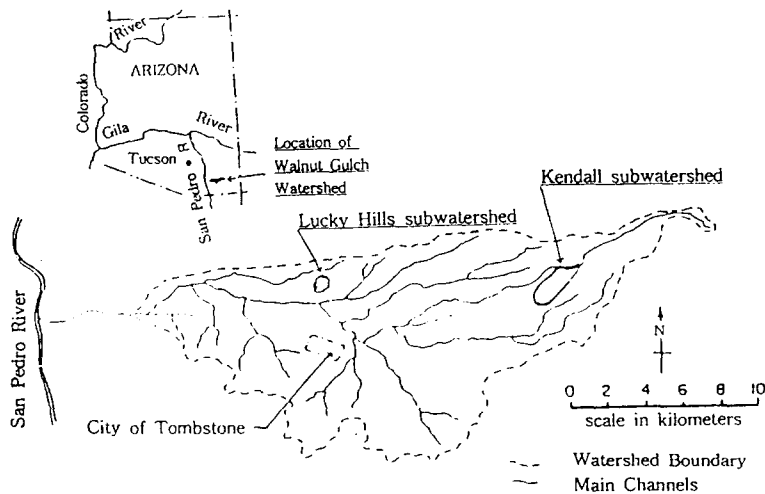 River
ARIZONA
Colorado
Gila
River
Tucson
San Pedro R
Location of
Walnut Gulch
Watershed
Kendall subwatershed
Lucky Hills subwatershed
San Pedro River
N
0 2 4 6 8 10
scale in kilometers
City of Tombstone
Watershed Boundary
Main Channels